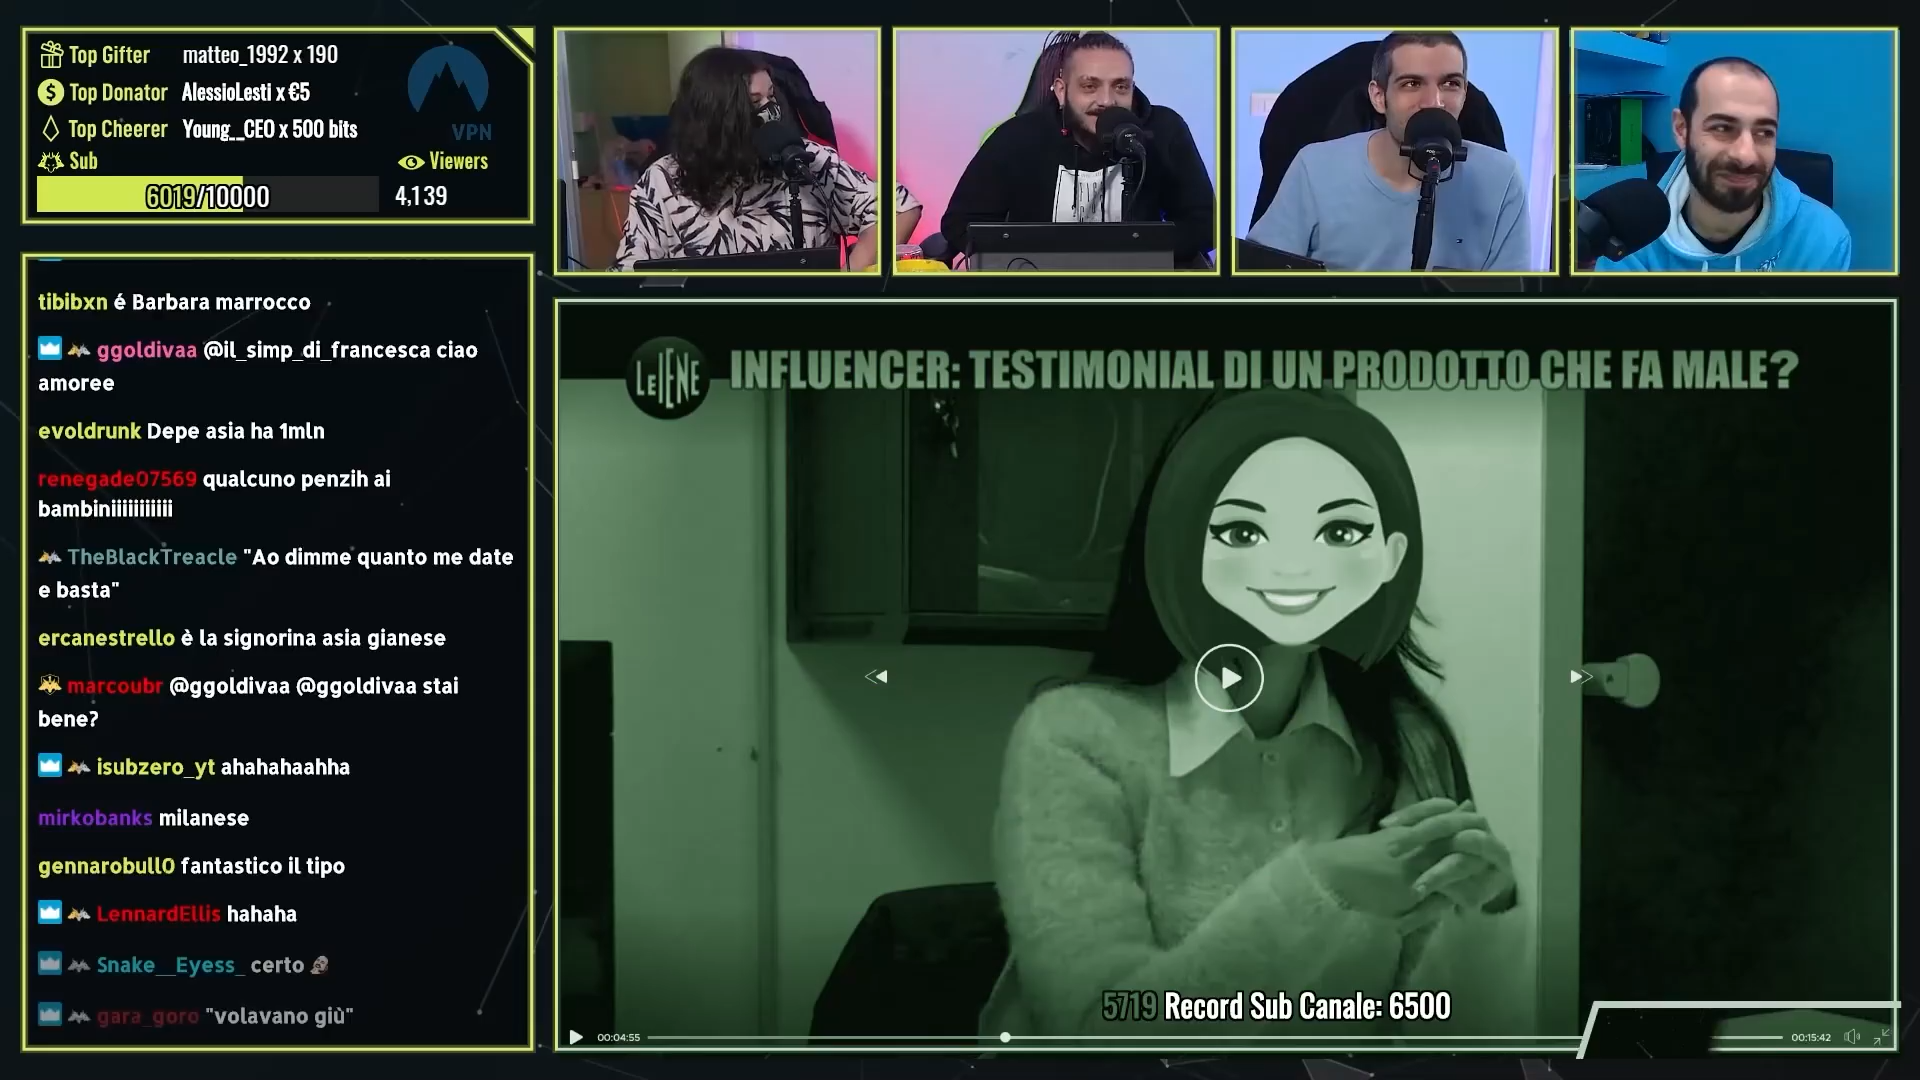 Top Gifter matteo_1992 x 190
Top Donator AlessioLesti x €5
Top Cheerer Young__CEO x 500 bits
VPN
Sub
Viewers
6019/10000
4,139
tibibxn é Barbara marrocco
ggoldivaa @il_simp_di_francesca ciao
amoree
evoldrunk Depe asia ha 1mln
renegade07569 qualcuno penzih ai
bambiniiiiiiiiiii
TheBlackTreacle "Ao dimme quanto me date
e basta"
ercanestrello è la signorina asia gianese
marcoubr @ggoldivaa @ggoldivaa stai
bene?
isubzero_yt ahahahaahha
mirkobanks milanese
gennarobull0 fantastico il tipo
LennardEllis hahaha
Snake__Eyess_ certo
gara_goro "volavano giù"
LeIENE
INFLUENCER: TESTIMONIAL DI UN PRODOTTO CHE FA MALE?
5719 Record Sub Canale: 6500
00:04:55
00:15:42